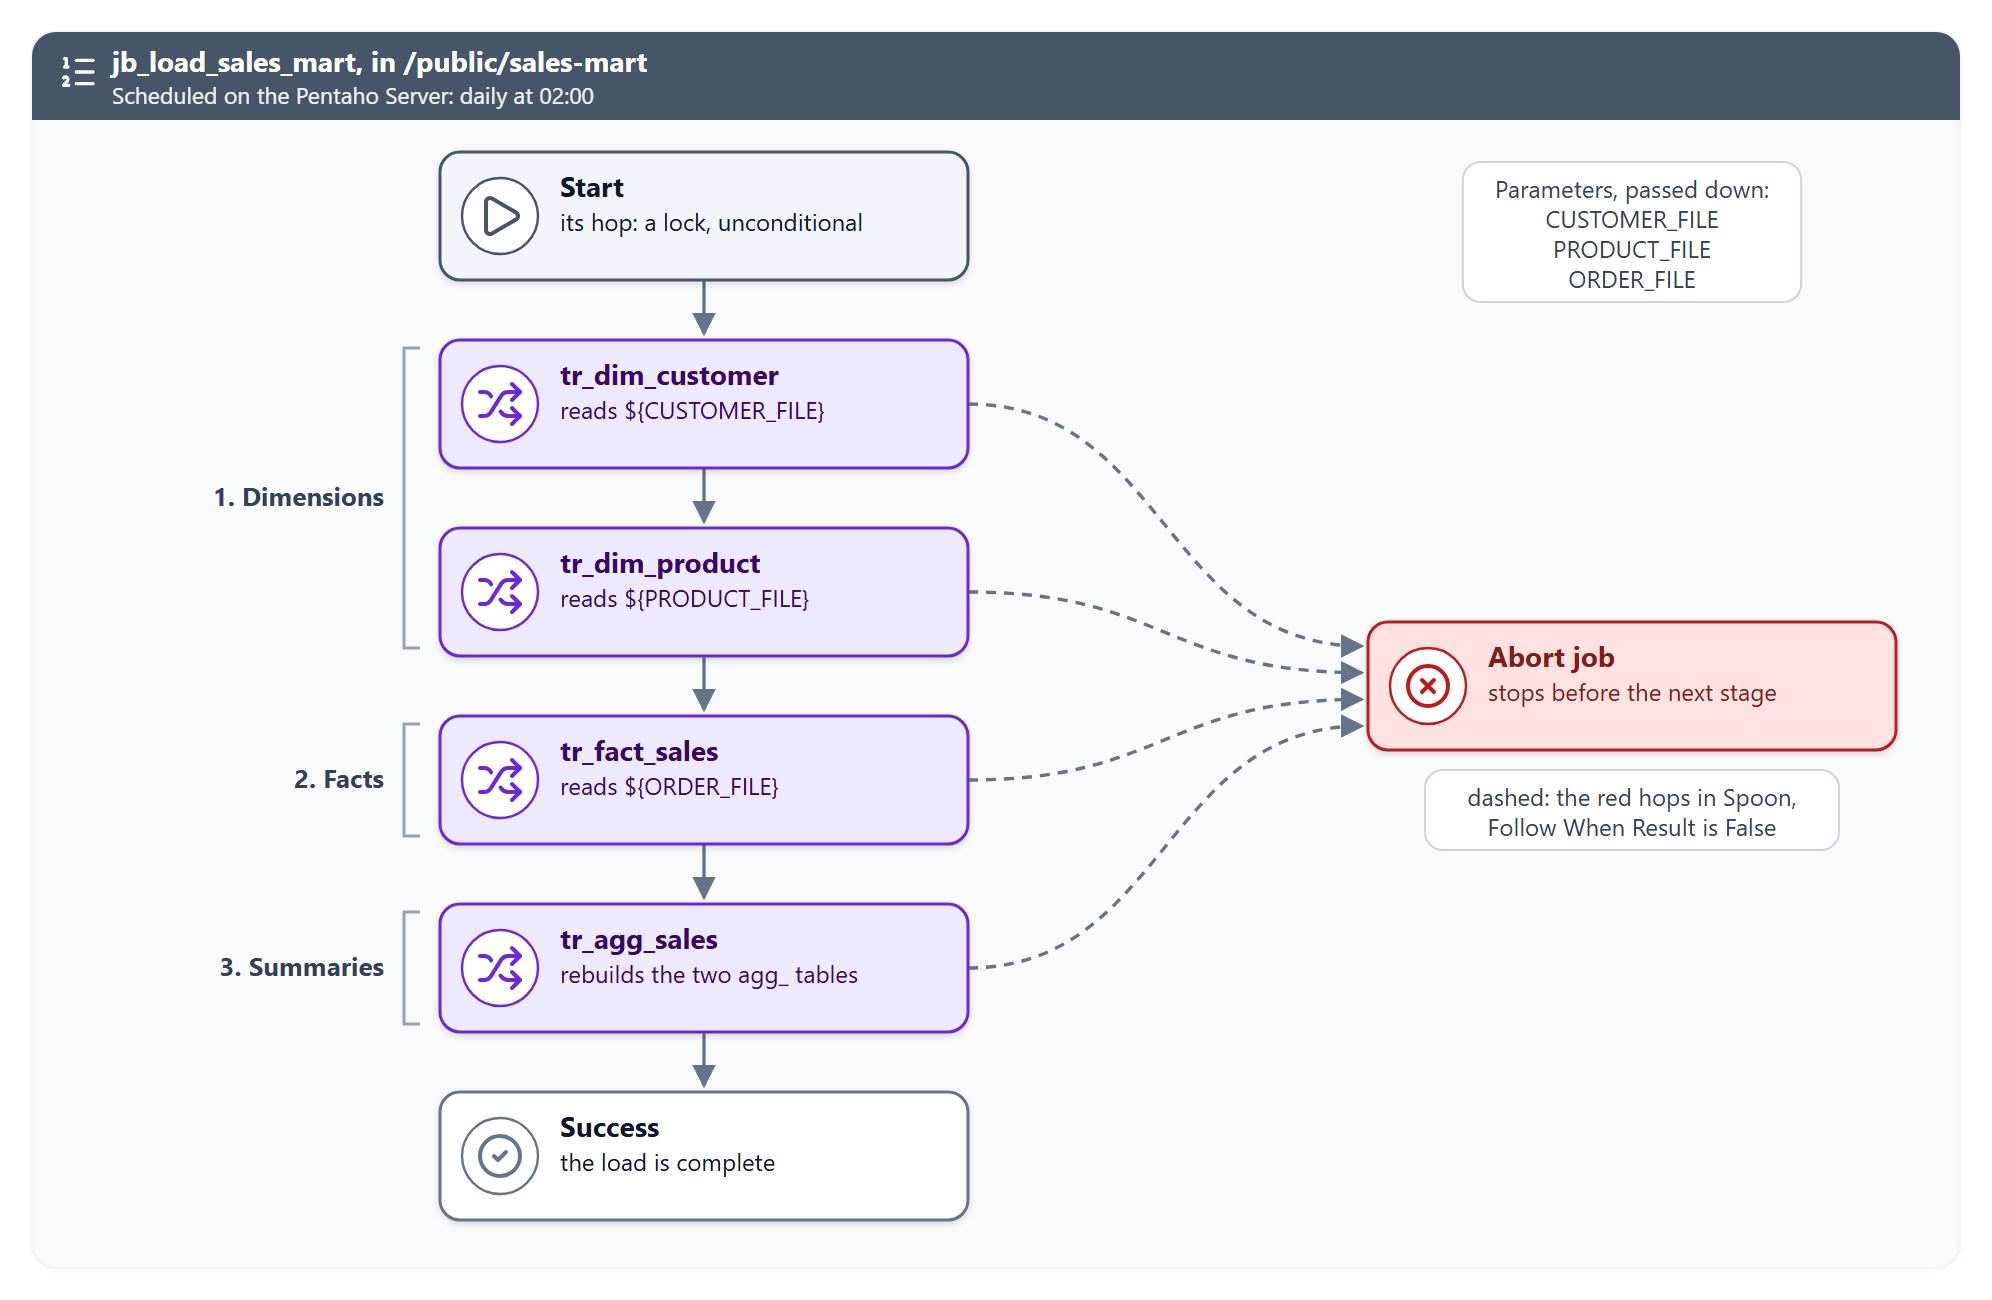 jb_load_sales_mart, in /public/sales-mart
Scheduled on the Pentaho Server: daily at 02:00
Start
its hop: a lock, unconditional
Parameters, passed down:
CUSTOMER_FILE
PRODUCT_FILE
ORDER_FILE
1. Dimensions
tr_dim_customer
reads ${CUSTOMER_FILE}
tr_dim_product
reads ${PRODUCT_FILE}
Abort job
stops before the next stage
dashed: the red hops in Spoon,
Follow When Result is False
2. Facts
tr_fact_sales
reads ${ORDER_FILE}
3. Summaries
tr_agg_sales
rebuilds the two agg_ tables
Success
the load is complete